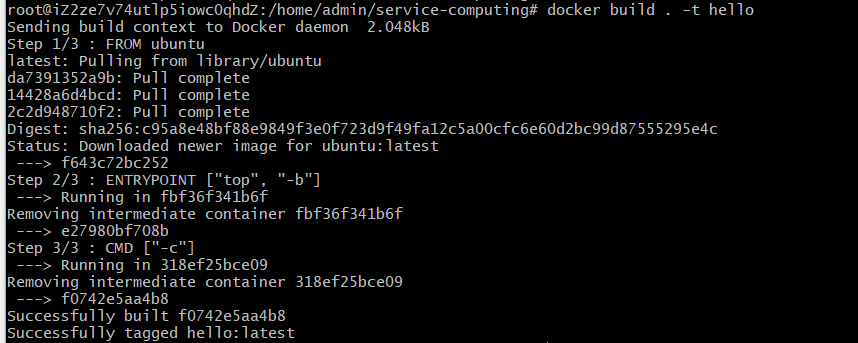 root@iZ2ze7v74utlp5iowc0qhdZ:/home/admin/service-computing# docker build . -t hello
Sending build context to Docker daemon  2.048kB
Step 1/3 : FROM ubuntu
latest: Pulling from library/ubuntu
da7391352a9b: Pull complete
14428a6d4bcd: Pull complete
2c2d948710f2: Pull complete
Digest: sha256:c95a8e48bf88e9849f3e0f723d9f49fa12c5a00cfc6e60d2bc99d87555295e4c
Status: Downloaded newer image for ubuntu:latest
 ---> f643c72bc252
Step 2/3 : ENTRYPOINT ["top", "-b"]
 ---> Running in fbf36f341b6f
Removing intermediate container fbf36f341b6f
 ---> e27980bf708b
Step 3/3 : CMD ["-c"]
 ---> Running in 318ef25bce09
Removing intermediate container 318ef25bce09
 ---> f0742e5aa4b8
Successfully built f0742e5aa4b8
Successfully tagged hello:latest